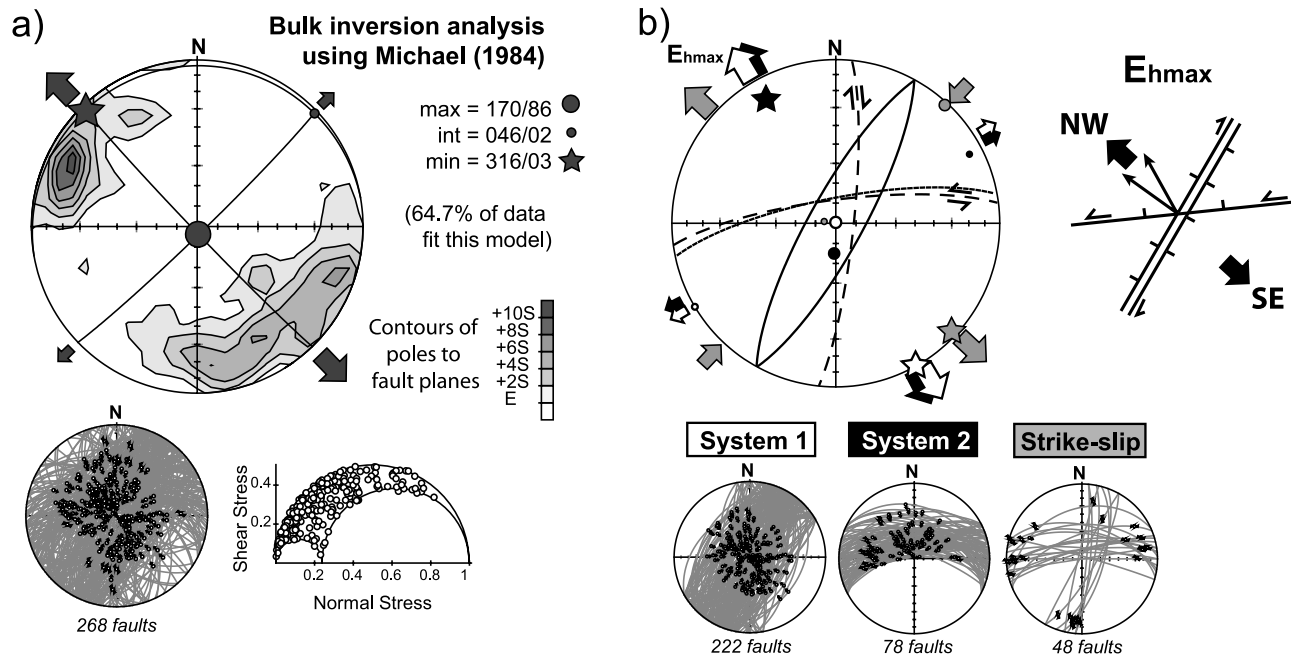 a)
Bulk inversion analysis
using Michael (1984)
N
max = 170/86
int = 046/02
min = 316/03
(64.7% of data
fit this model)
Contours of
poles to
fault planes
+10S
+8S
+6S
+4S
+2S
E
N
268 faults
Shear Stress
0.4
0.2
0.2
0.4
0.6
0.8
1
Normal Stress
b)
N
Ehmax
Ehmax
NW
SE
System 1
System 2
Strike-slip
N
N
N
222 faults
78 faults
48 faults